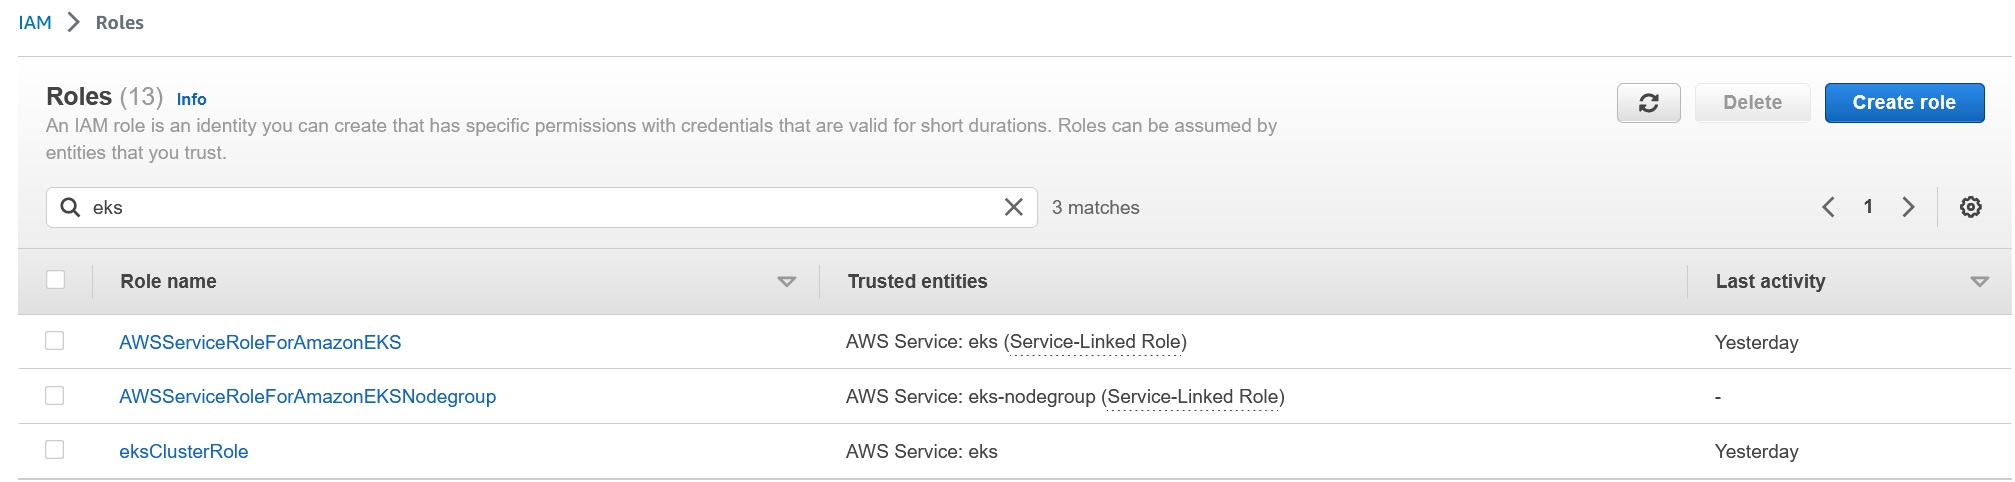 IAM > Roles
Roles (13) Info
Delete
Create role
An IAM role is an identity you can create that has specific permissions with credentials that are valid for short durations. Roles can be assumed by
entities that you trust.
eks
3 matches
1
Role name Trusted entities Last activity
AWSServiceRoleForAmazonEKS AWS Service: eks (Service-Linked Role) Yesterday
AWSServiceRoleForAmazonEKSNodegroup AWS Service: eks-nodegroup (Service-Linked Role) -
eksClusterRole AWS Service: eks Yesterday